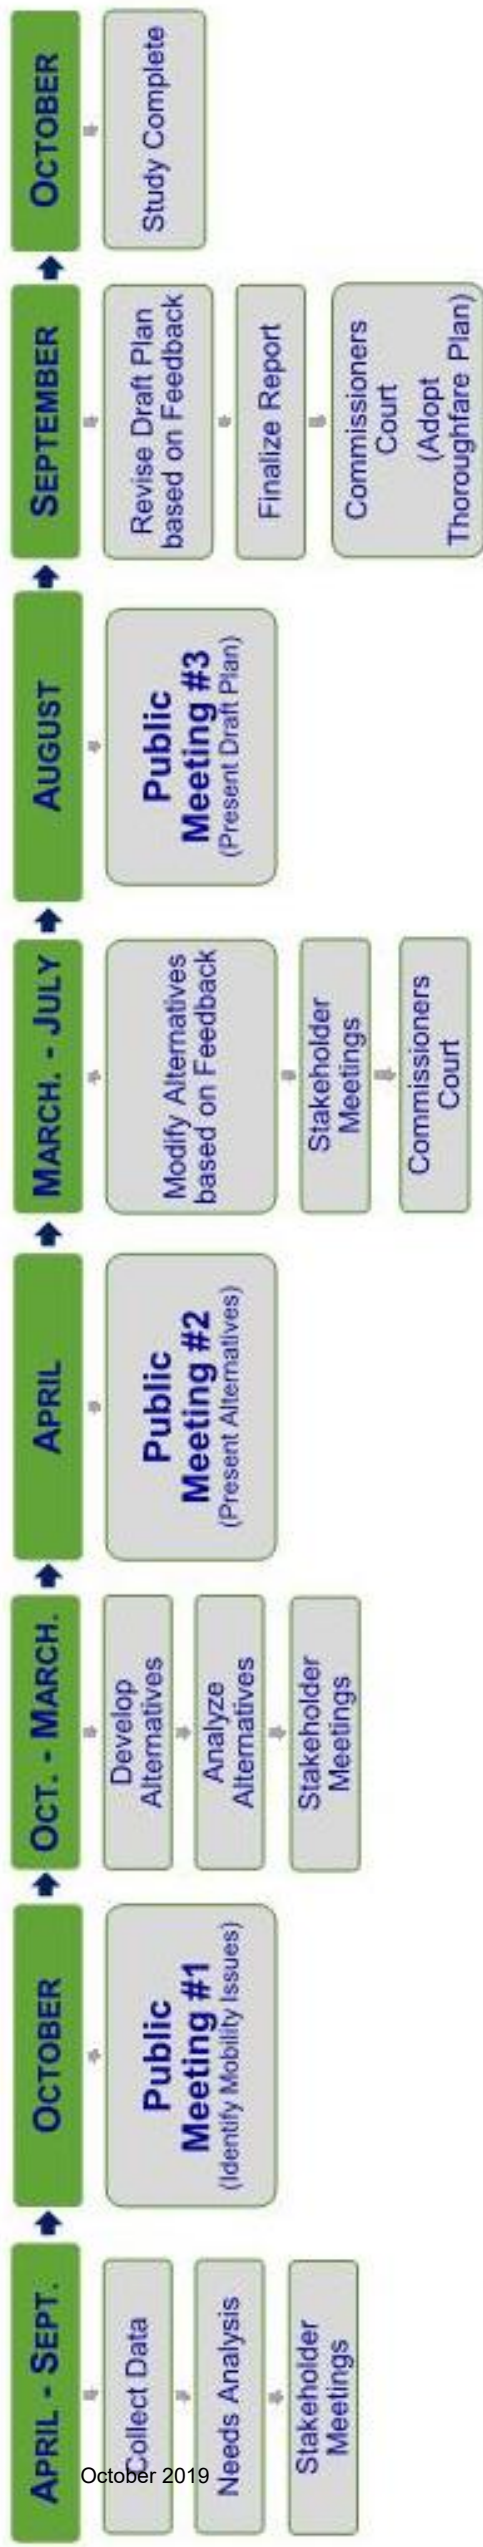 APRIL - SEPT.
Collect Data
Needs Analysis
Stakeholder
Meetings
OCTOBER
Public
Meeting #1
(Identify Mobility Issues)
OCT. - MARCH.
Develop
Alternatives
Analyze
Alternatives
Stakeholder
Meetings
APRIL
Public
Meeting #2
(Present Alternatives)
MARCH. - JULY
Modify Alternatives
based on Feedback
Stakeholder
Meetings
Commissioners
Court
AUGUST
Public
Meeting #3
(Present Draft Plan)
SEPTEMBER
Revise Draft Plan
based on Feedback
Finalize Report
Commissioners
Court
(Adopt
Thoroughfare Plan)
OCTOBER
Study Complete
October 2019